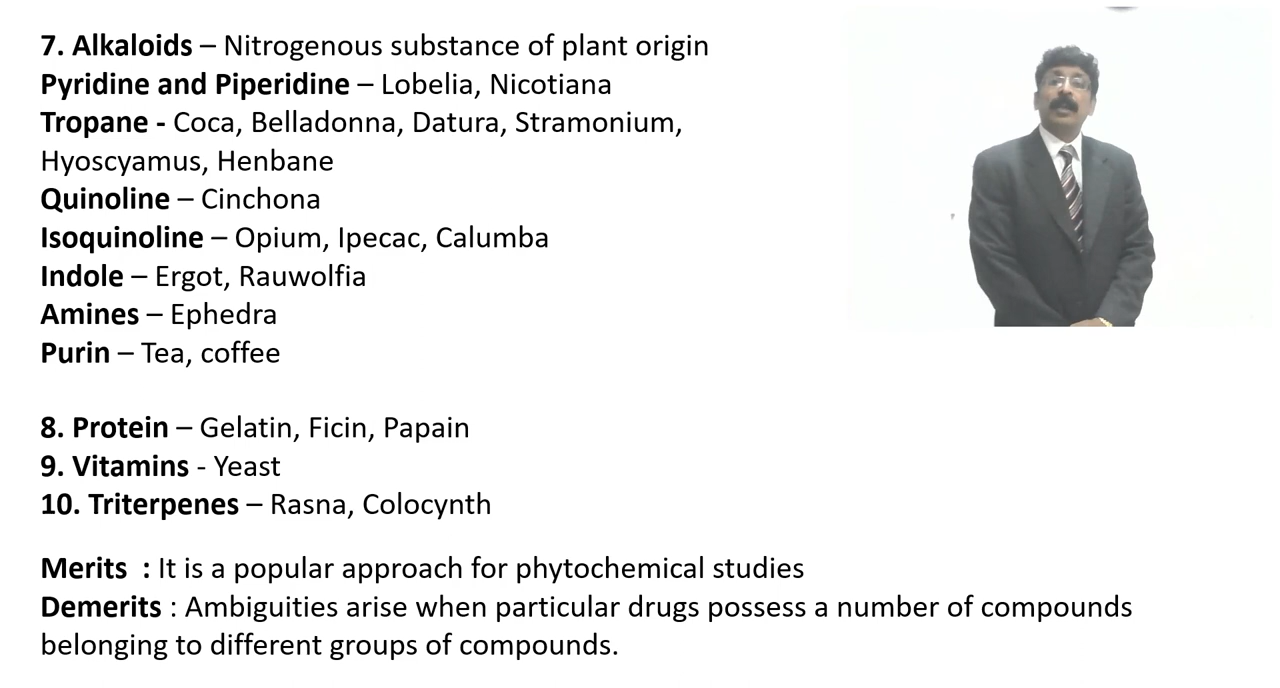 7. Alkaloids – Nitrogenous substance of plant origin
Pyridine and Piperidine – Lobelia, Nicotiana
Tropane - Coca, Belladonna, Datura, Stramonium,
Hyoscyamus, Henbane
Quinoline – Cinchona
Isoquinoline – Opium, Ipecac, Calumba
Indole – Ergot, Rauwolfia
Amines – Ephedra
Purin – Tea, coffee
8. Protein – Gelatin, Ficin, Papain
9. Vitamins - Yeast
10. Triterpenes – Rasna, Colocynth
Merits : It is a popular approach for phytochemical studies
Demerits : Ambiguities arise when particular drugs possess a number of compounds
belonging to different groups of compounds.